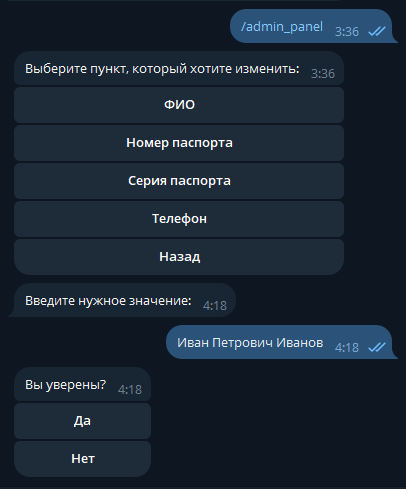 /admin_panel 3:36
Выберите пункт, который хотите изменить: 3:36
ФИО
Номер паспорта
Серия паспорта
Телефон
Назад
Введите нужное значение: 4:18
Иван Петрович Иванов 4:18
Вы уверены? 4:18
Да
Нет